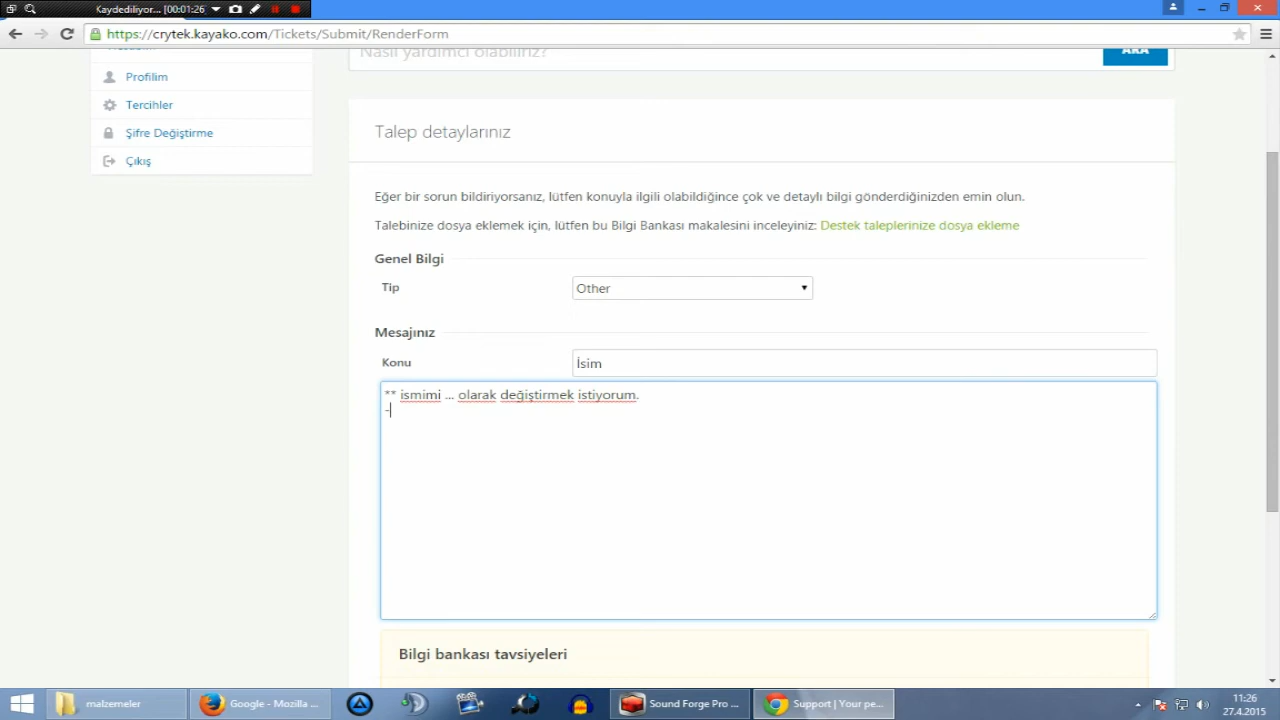 Kaydediliyor... [00:01:26]
https://crytek.kayako.com/Tickets/Submit/RenderForm
Nasıl yardımcı olabiliriz?
ARA
Profilim
Tercihler
Şifre Değiştirme
Çıkış
Talep detaylarınız
Eğer bir sorun bildiriyorsanız, lütfen konuyla ilgili olabildiğince çok ve detaylı bilgi gönderdiğinizden emin olun.
Talebinize dosya eklemek için, lütfen bu Bilgi Bankası makalesini inceleyiniz: Destek taleplerinize dosya ekleme
Genel Bilgi
Tip
Other
Mesajınız
Konu
İsim
** ismimi ... olarak değiştirmek istiyorum.
-
Bilgi bankası tavsiyeleri
malzemeler
Google - Mozilla ...
Sound Forge Pro ...
Support | Your pe...
11:26
27.4.2015